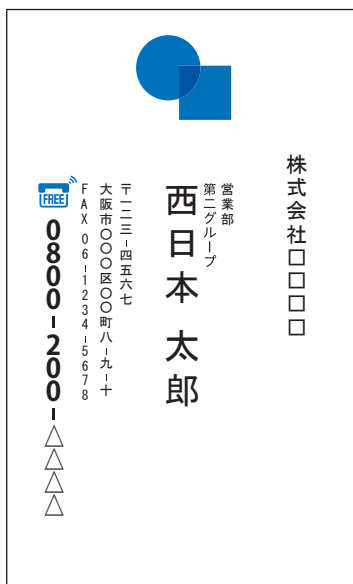 株式会社□□□□
営業部
第二グループ
西日本 太郎
〒一二三-四五六七
大阪市〇〇〇区〇〇町八-九-十
FAX 06-1234-5678
FREE
0800-200-△△△△